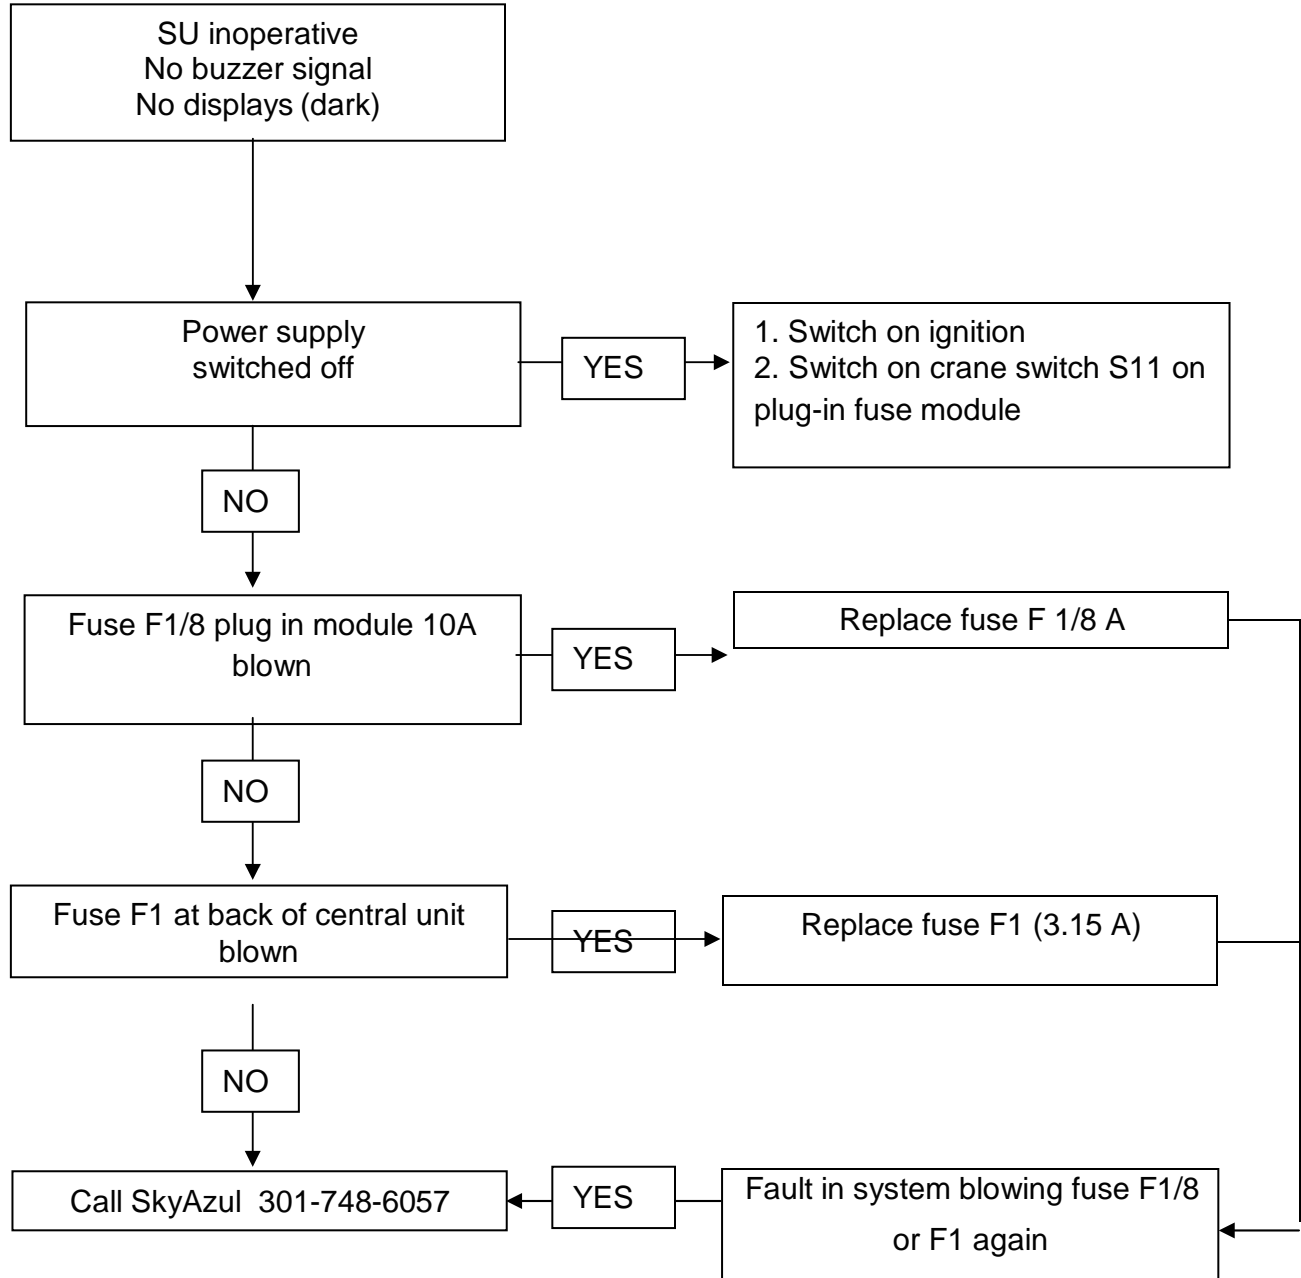 SU inoperative
No buzzer signal
No displays (dark)
Power supply
switched off
YES
1. Switch on ignition
2. Switch on crane switch S11 on
plug-in fuse module
NO
Fuse F1/8 plug in module 10A
blown
YES
Replace fuse F 1/8 A
NO
Fuse F1 at back of central unit
blown
YES
Replace fuse F1 (3.15 A)
NO
Call SkyAzul  301-748-6057
YES
Fault in system blowing fuse F1/8
or F1 again